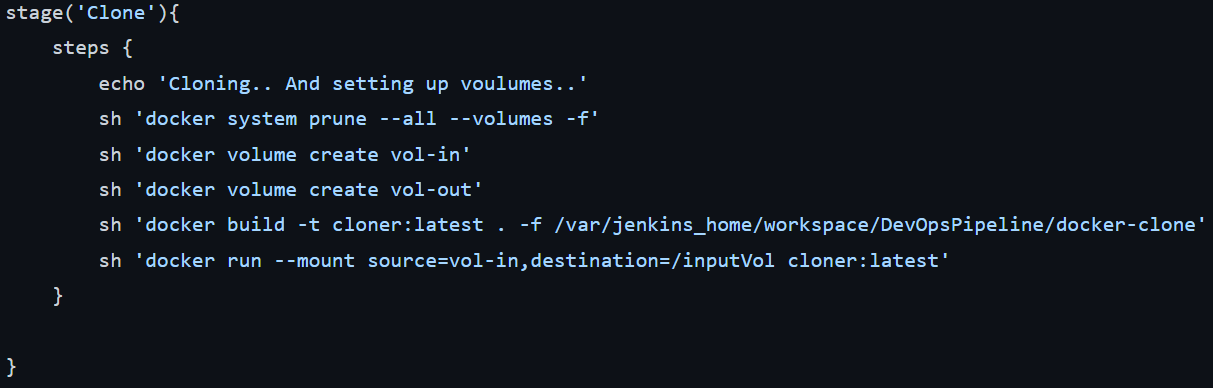 stage('Clone'){
    steps {
        echo 'Cloning.. And setting up voulumes..'
        sh 'docker system prune --all --volumes -f'
        sh 'docker volume create vol-in'
        sh 'docker volume create vol-out'
        sh 'docker build -t cloner:latest . -f /var/jenkins_home/workspace/DevOpsPipeline/docker-clone'
        sh 'docker run --mount source=vol-in,destination=/inputVol cloner:latest'
    }
}